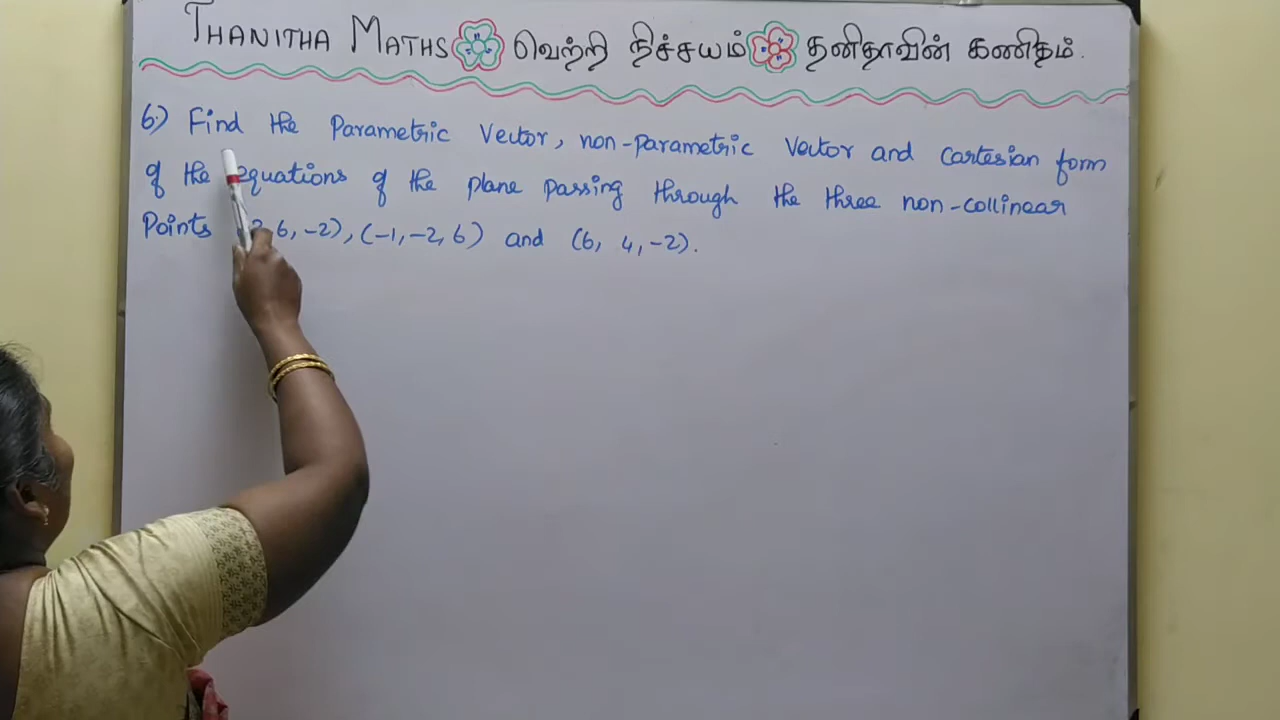 THANITHA MATHS வெற்றி நிச்சயம் தனிதாவின் கணிதம்.
6.) Find the Parametric Vector, non-parametric Vector and Cartesian form
of the equations of the plane passing through the three non-collinear
Points 6, -2), (-1, -2, 6) and (6, 4, -2).